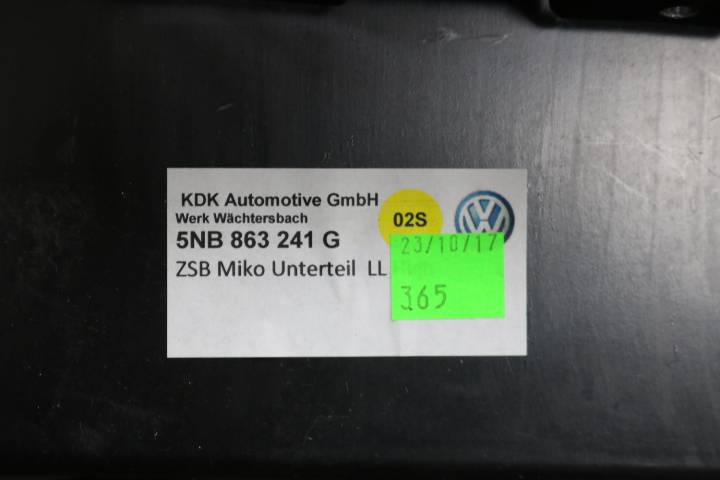 KDK Automotive GmbH
Werk Wächtersbach
02S
5NB 863 241 G
23/10/17
ZSB Miko Unterteil LL
365